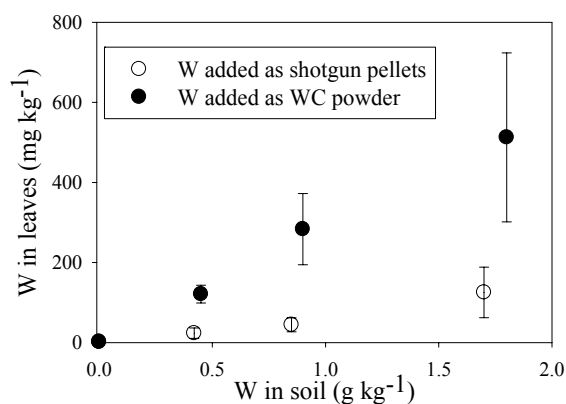 800
W added as shotgun pellets
W added as WC powder
600
400
200
0
W in leaves (mg kg⁻¹)
0.0 0.5 1.0 1.5 2.0
W in soil (g kg⁻¹)